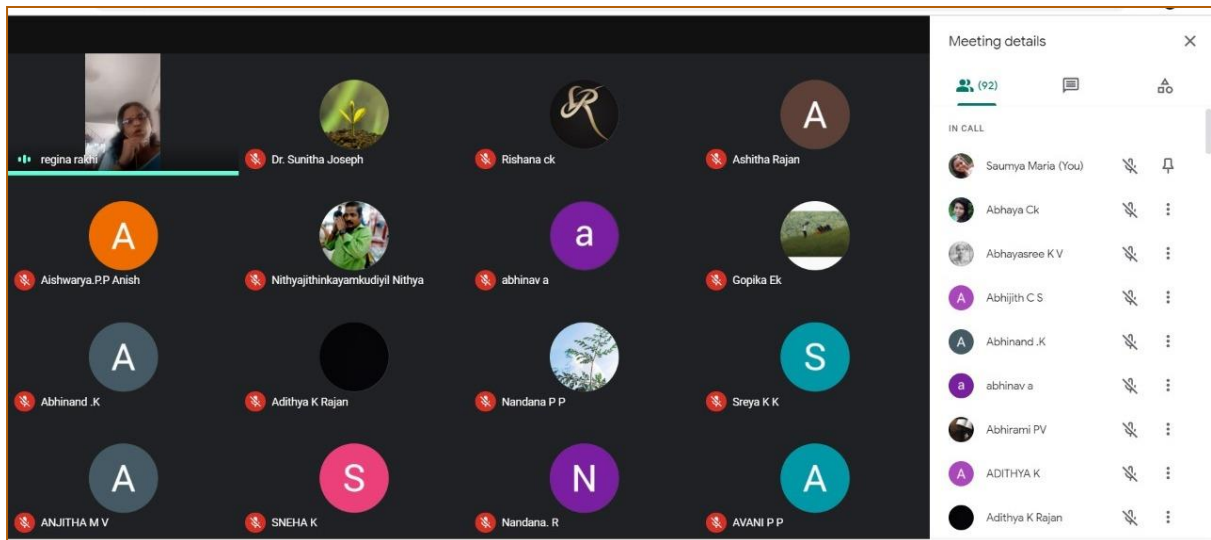 regina rakhi
Dr. Sunitha Joseph
R
Rishana ck
A
Ashitha Rajan
A
Aishwarya.P.P Anish
Nithyajithinkayamkudiyil Nithya
a
abhinav a
Gopika Ek
A
Abhinand .K
Adithya K Rajan
Nandana P P
S
Sreya K K
A
ANJITHA M V
S
SNEHA K
N
Nandana. R
A
AVANI P P
Meeting details
(92)
IN CALL
Saumya Maria (You)
Abhaya Ck
Abhayasree K V
A
Abhijith C S
A
Abhinand .K
a
abhinav a
Abhirami PV
A
ADITHYA K
Adithya K Rajan